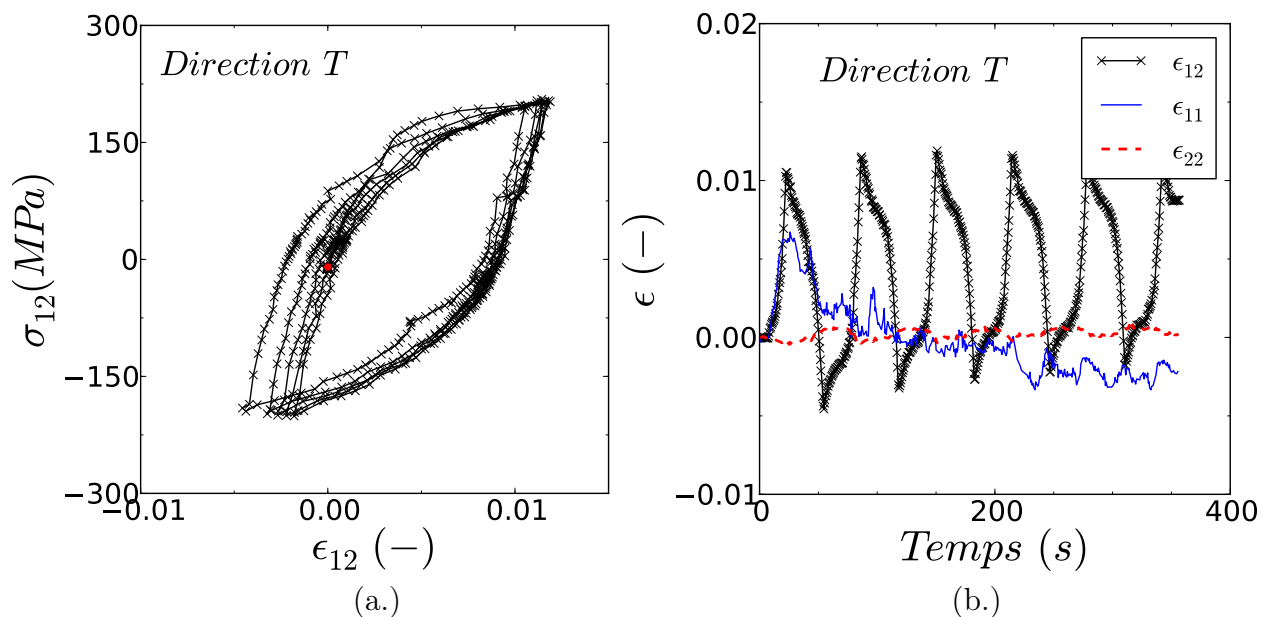 300
150
0
−150
−300
−0.01
0.00
0.01
σ12(MPa)
ϵ12 (−)
Direction T
(a.)
0.02
0.01
0.00
−0.01
0
200
400
ϵ (−)
Temps (s)
Direction T
ϵ12
ϵ11
ϵ22
(b.)